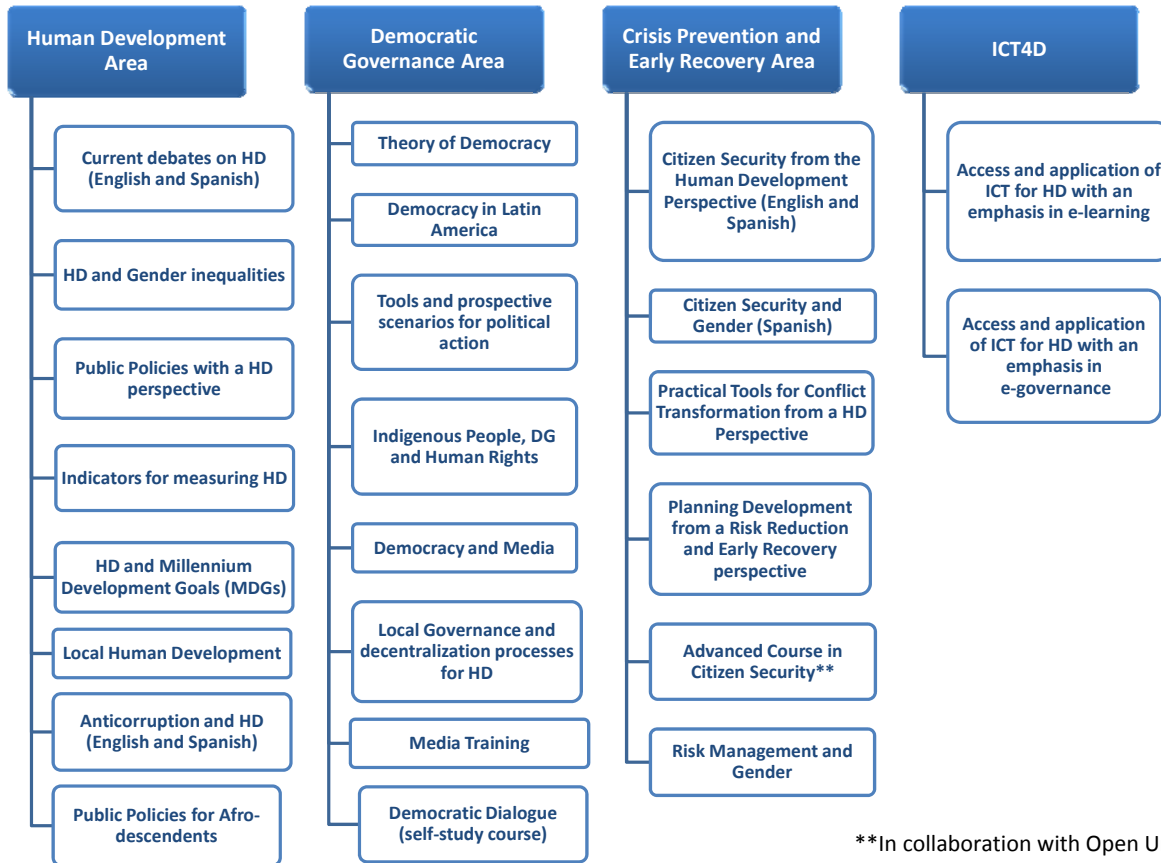 Human Development
Area
Current debates on HD
(English and Spanish)
HD and Gender inequalities
Public Policies with a HD
perspective
Indicators for measuring HD
HD and Millennium
Development Goals (MDGs)
Local Human Development
Anticorruption and HD
(English and Spanish)
Public Policies for Afro-
descendents
Democratic
Governance Area
Theory of Democracy
Democracy in Latin
America
Tools and prospective
scenarios for political
action
Indigenous People, DG
and Human Rights
Democracy and Media
Local Governance and
decentralization processes
for HD
Media Training
Democratic Dialogue
(self-study course)
Crisis Prevention and
Early Recovery Area
Citizen Security from the
Human Development
Perspective (English and
Spanish)
Citizen Security and
Gender (Spanish)
Practical Tools for Conflict
Transformation from a HD
Perspective
Planning Development
from a Risk Reduction
and Early Recovery
perspective
Advanced Course in
Citizen Security**
Risk Management and
Gender
ICT4D
Access and application of
ICT for HD with an
emphasis in e-learning
Access and application
of ICT for HD with an
emphasis in
e-governance
**In collaboration with Open U